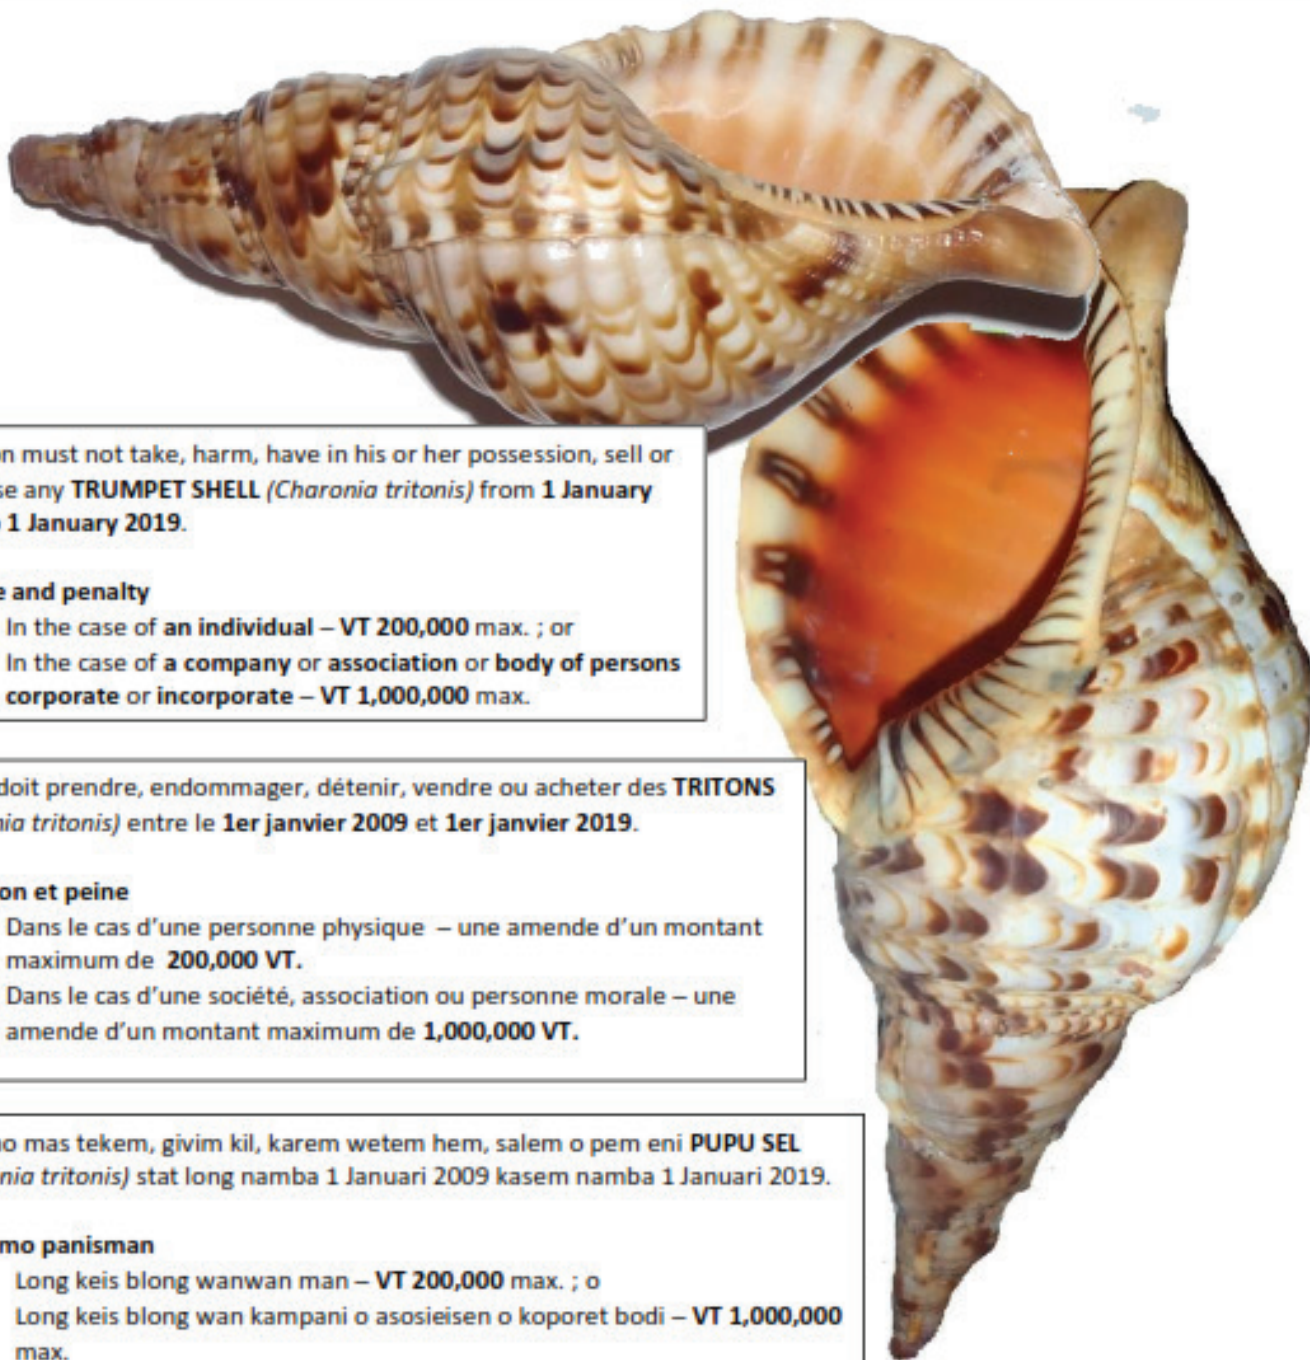 must not take, harm, have in his or her possession, sell or
any TRUMPET SHELL (Charonia tritonis) from 1 January
1 January 2019.
and penalty
In the case of an individual – VT 200,000 max. ; or
In the case of a company or association or body of persons
corporate or incorporate – VT 1,000,000 max.
doit prendre, endommager, détenir, vendre ou acheter des TRITONS
tritonis) entre le 1er janvier 2009 et 1er janvier 2019.
et peine
Dans le cas d’une personne physique – une amende d’un montant
maximum de 200,000 VT.
Dans le cas d’une société, association ou personne morale – une
amende d’un montant maximum de 1,000,000 VT.
mas tekem, givim kil, karem wetem hem, salem o pem eni PUPU SEL
tritonis) stat long namba 1 Januari 2009 kasem namba 1 Januari 2019.
mo panisman
Long keis blong wanwan man – VT 200,000 max. ; o
Long keis blong wan kampani o asosieisen o koporet bodi – VT 1,000,000
max.